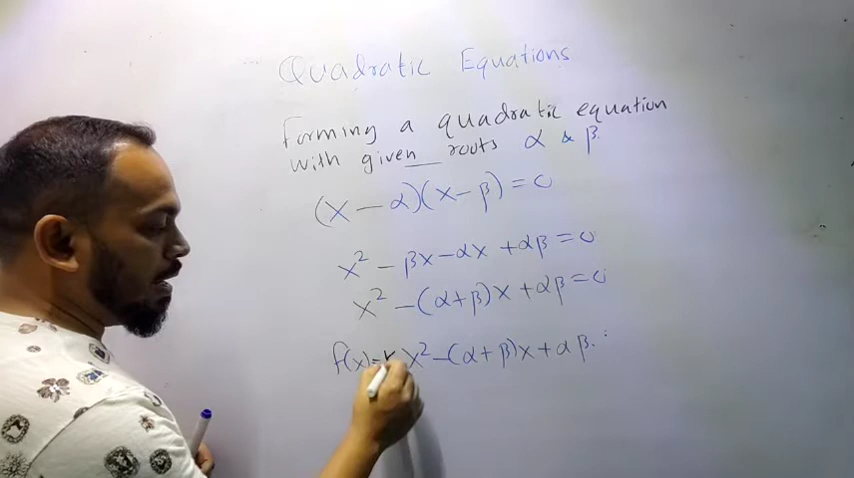 Quadratic Equations
Forming a quadratic equation
with given roots α & β.
(x − α)(x − β) = 0
x² − βx − αx + αβ = 0
x² − (α + β)x + αβ = 0
f(x) = k x² − (α + β)x + αβ.